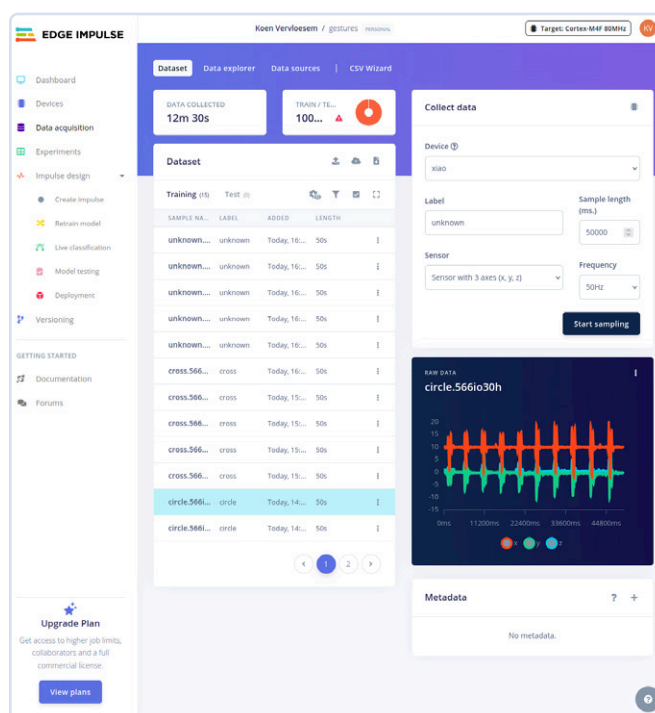 EDGE IMPULSE
Koen Vervloesem / gestures PERSONAL
Target: Cortex-M4F 80MHz
KV
Dashboard
Devices
Data acquisition
Experiments
Impulse design
Create impulse
Retrain model
Live classification
Model testing
Deployment
Versioning
GETTING STARTED
Documentation
Forums
Upgrade Plan
Get access to higher job limits,
collaborators and a full
commercial license.
View plans
Dataset Data explorer Data sources | CSV Wizard
DATA COLLECTED
12m 30s
TRAIN / TE...
100...
Dataset
Training (15) Test (0)
SAMPLE NA... LABEL ADDED LENGTH
unknown.... unknown Today, 16:... 50s
unknown.... unknown Today, 16:... 50s
unknown.... unknown Today, 16:... 50s
unknown.... unknown Today, 16:... 50s
unknown.... unknown Today, 16:... 50s
cross.566... cross Today, 16:... 50s
cross.566... cross Today, 15:... 50s
cross.566... cross Today, 15:... 50s
cross.566... cross Today, 15:... 50s
cross.566... cross Today, 15:... 50s
circle.566i... circle Today, 14:... 50s
circle.566i... circle Today, 14:... 50s
1 2
Collect data
Device ?
xiao
Label
unknown
Sample length
(ms.)
50000
Sensor
Sensor with 3 axes (x, y, z)
Frequency
50Hz
Start sampling
RAW DATA
circle.566io30h
20
15
10
5
0
-5
-10
-15
0ms 11200ms 22400ms 33600ms 44800ms
x y z
Metadata ? +
No metadata.
?